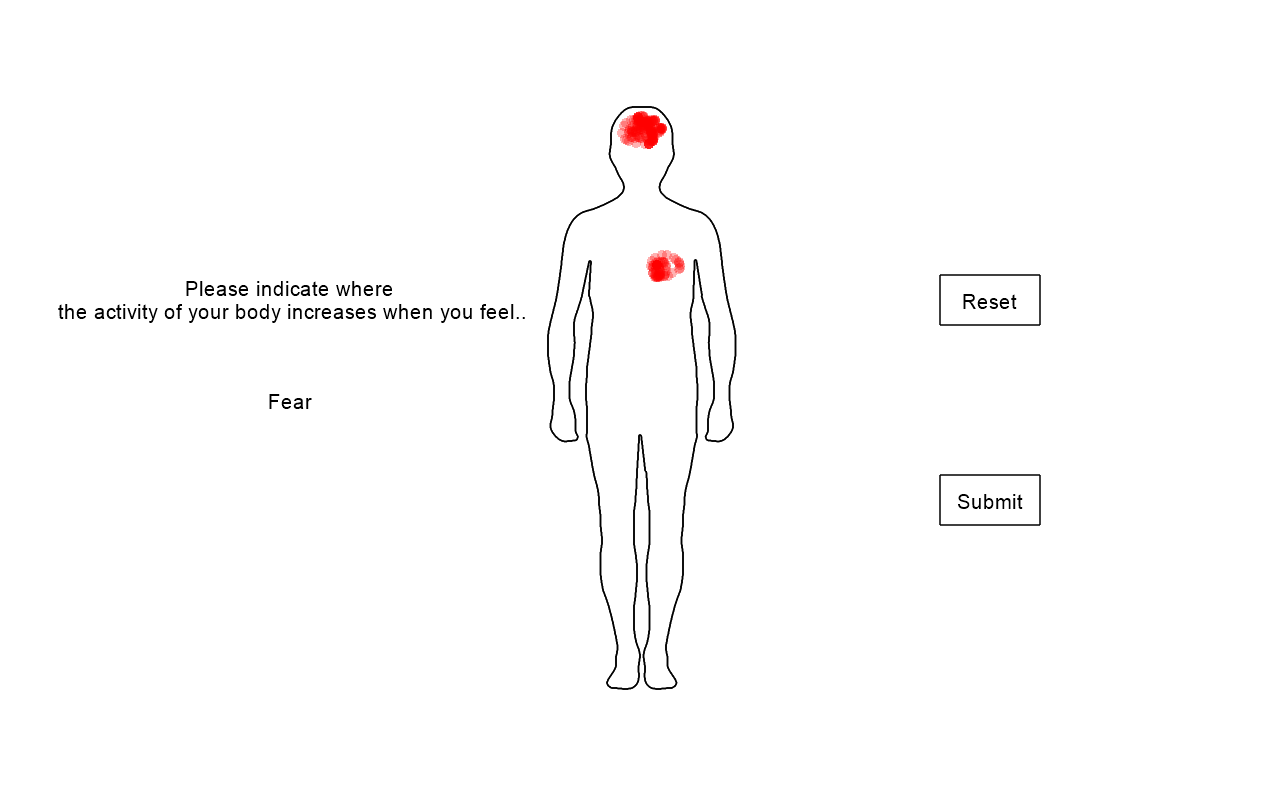 Please indicate where
the activity of your body increases when you feel..
Fear
Reset
Submit